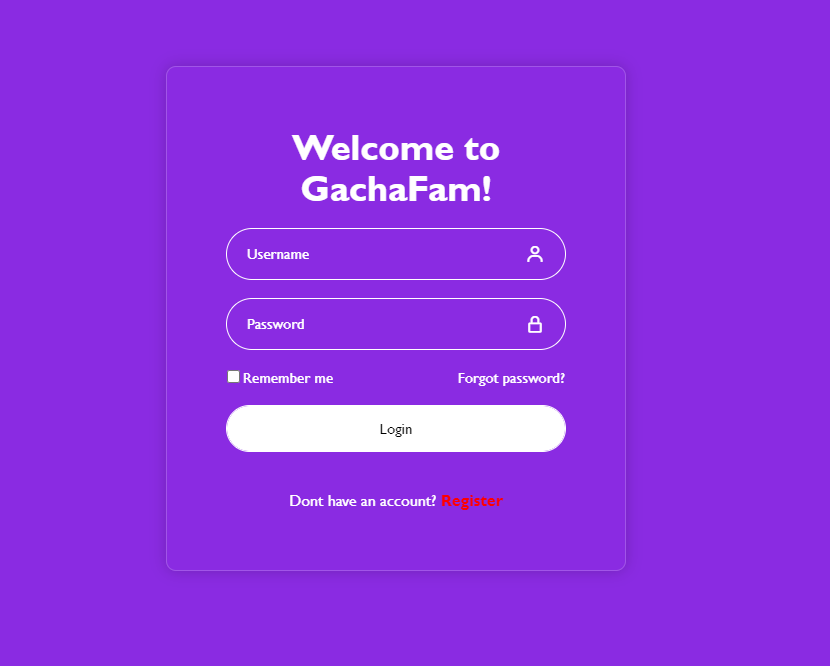 Welcome to
GachaFam!
Username
Password
Remember me
Forgot password?
Login
Dont have an account? Register